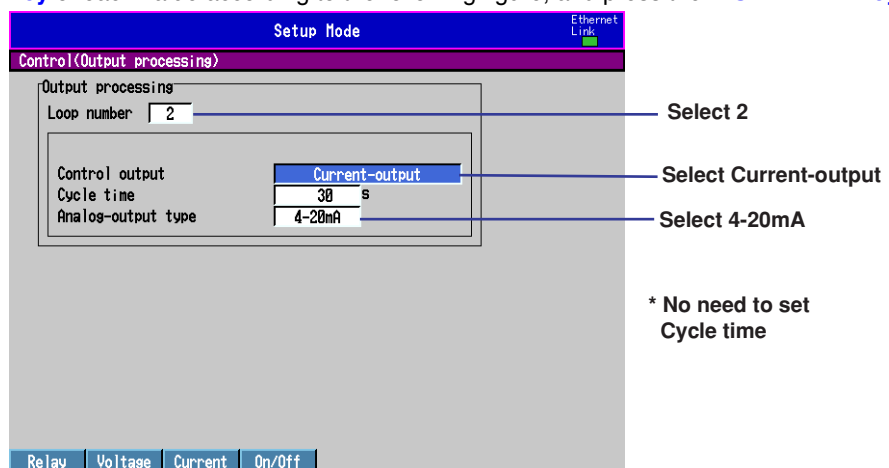 Setup Mode
Ethernet
Link
Control(Output processing)
Output processing
Loop number 2
Select 2
Control output Current-output
Select Current-output
Cycle time 30 s
Analog-output type 4-20mA
Select 4-20mA
* No need to set
Cycle time
Relay Voltage Current On/Off